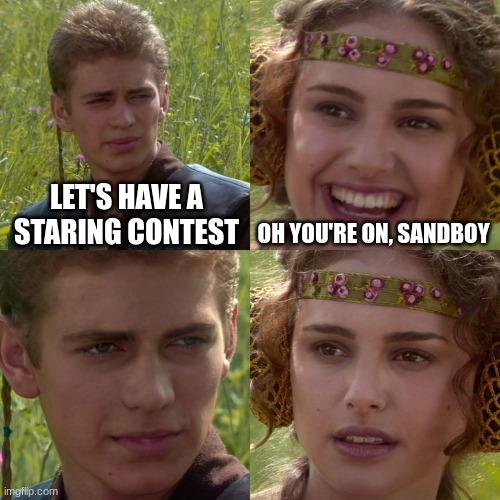 LET'S HAVE A
STARING CONTEST
OH YOU'RE ON, SANDBOY
imgflip.com